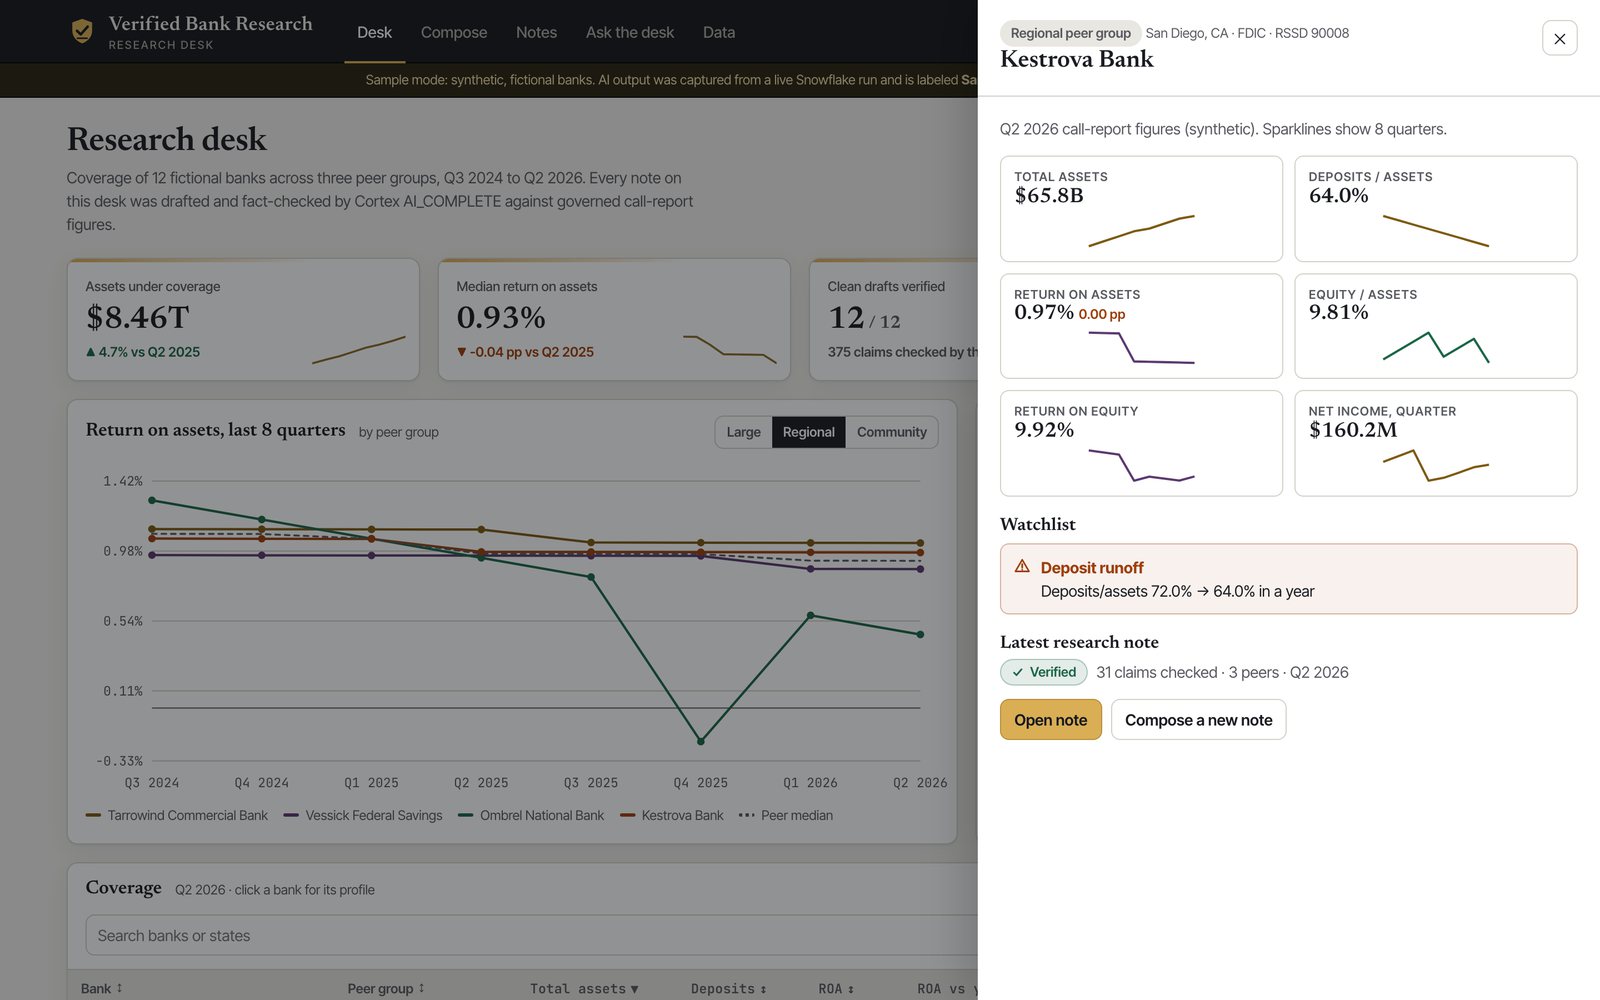 Verified Bank Research
RESEARCH DESK
Desk
Compose
Notes
Ask the desk
Data
Sample mode: synthetic, fictional banks. AI output was captured from a live Snowflake run and is labeled
Research desk
Coverage of 12 fictional banks across three peer groups, Q3 2024 to Q2 2026. Every note on
this desk was drafted and fact-checked by Cortex AI_COMPLETE against governed call-report
figures.
Assets under coverage
$8.46T
▲ 4.7% vs Q2 2025
Median return on assets
0.93%
▼ -0.04 pp vs Q2 2025
Clean drafts verified
12 / 12
375 claims checked by
Return on assets, last 8 quarters
by peer group
Large
Regional
Community
1.42%
0.98%
0.54%
0.11%
-0.33%
Q3 2024
Q4 2024
Q1 2025
Q2 2025
Q3 2025
Q4 2025
Q1 2026
Q2 2026
Tarrowind Commercial Bank
Vessick Federal Savings
Ombrel National Bank
Kestrova Bank
Peer median
Coverage
Q2 2026 · click a bank for its profile
Search banks or states
Bank ↕
Peer group ↕
Total assets ▼
Deposits ↕
ROA ↕
ROA vs
Regional peer group
San Diego, CA · FDIC · RSSD 90008
Kestrova Bank
Q2 2026 call-report figures (synthetic). Sparklines show 8 quarters.
TOTAL ASSETS
$65.8B
DEPOSITS / ASSETS
64.0%
RETURN ON ASSETS
0.97% 0.00 pp
EQUITY / ASSETS
9.81%
RETURN ON EQUITY
9.92%
NET INCOME, QUARTER
$160.2M
Watchlist
Deposit runoff
Deposits/assets 72.0% → 64.0% in a year
Latest research note
Verified
31 claims checked · 3 peers · Q2 2026
Open note
Compose a new note